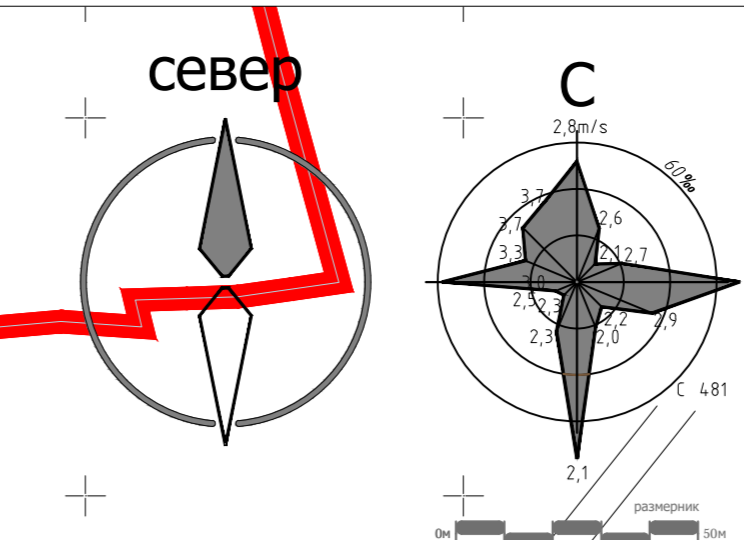 север
С
2,8m/s
60‰
3,7
2,6
3,7
3,3
2,1
2,7
3,0
2,5
2,3
2,2
2,9
2,3
2,0
С 481
2,1
размерник
0м
50м